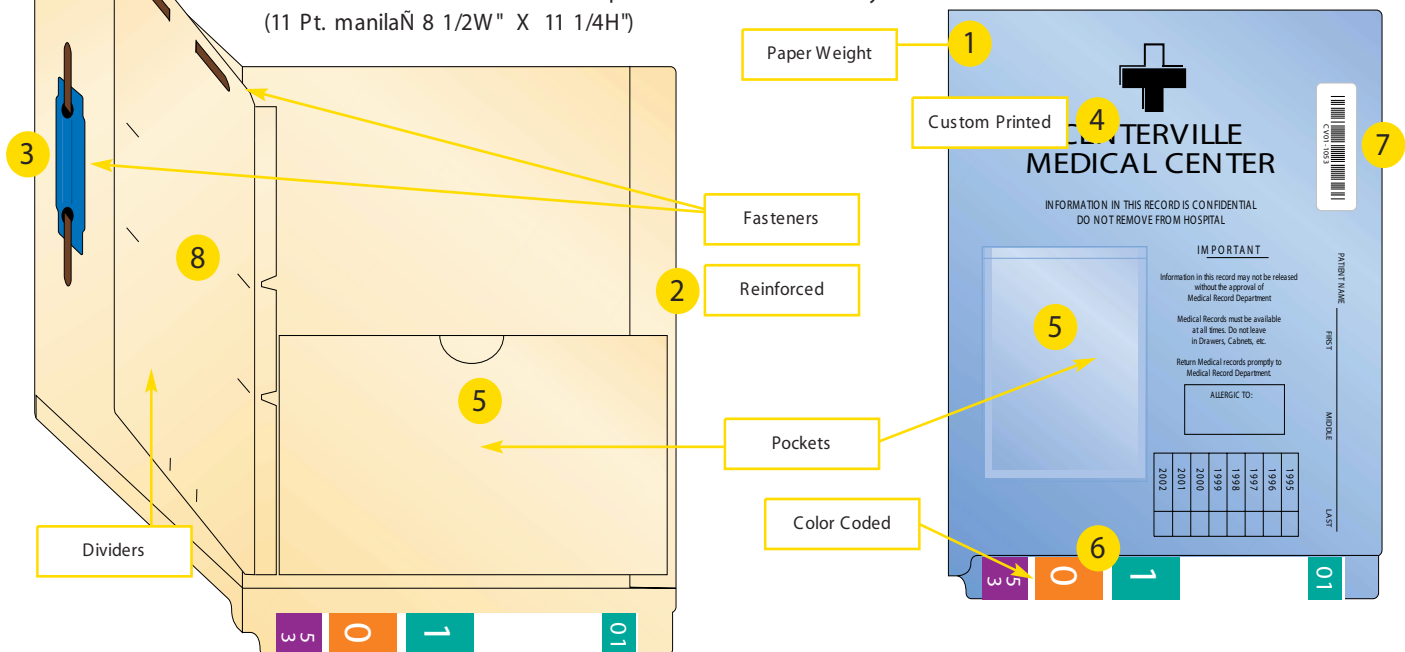 (11 Pt. manilaÑ 8 1/2W" X 11 1/4H")
Paper Weight
1
Custom Printed
4
CENTERVILLE
MEDICAL CENTER
INFORMATION IN THIS RECORD IS CONFIDENTIAL
DO NOT REMOVE FROM HOSPITAL
CV01-1053
7
3
8
Fasteners
2
Reinforced
IMPORTANT
Information in this record may not be released
without the approval of
Medical Record Department
Medical Records must be available
at all times. Do not leave
in Drawers, Cabnets, etc.
Return Medical records promptly to
Medical Record Department.
ALLERGIC TO:
PATIENT NAME
FIRST
MIDDLE
LAST
5
5
Pockets
1995
1996
1997
1998
1999
2000
2001
2002
Color Coded
6
Dividers
53
0
1
01
53
0
1
01